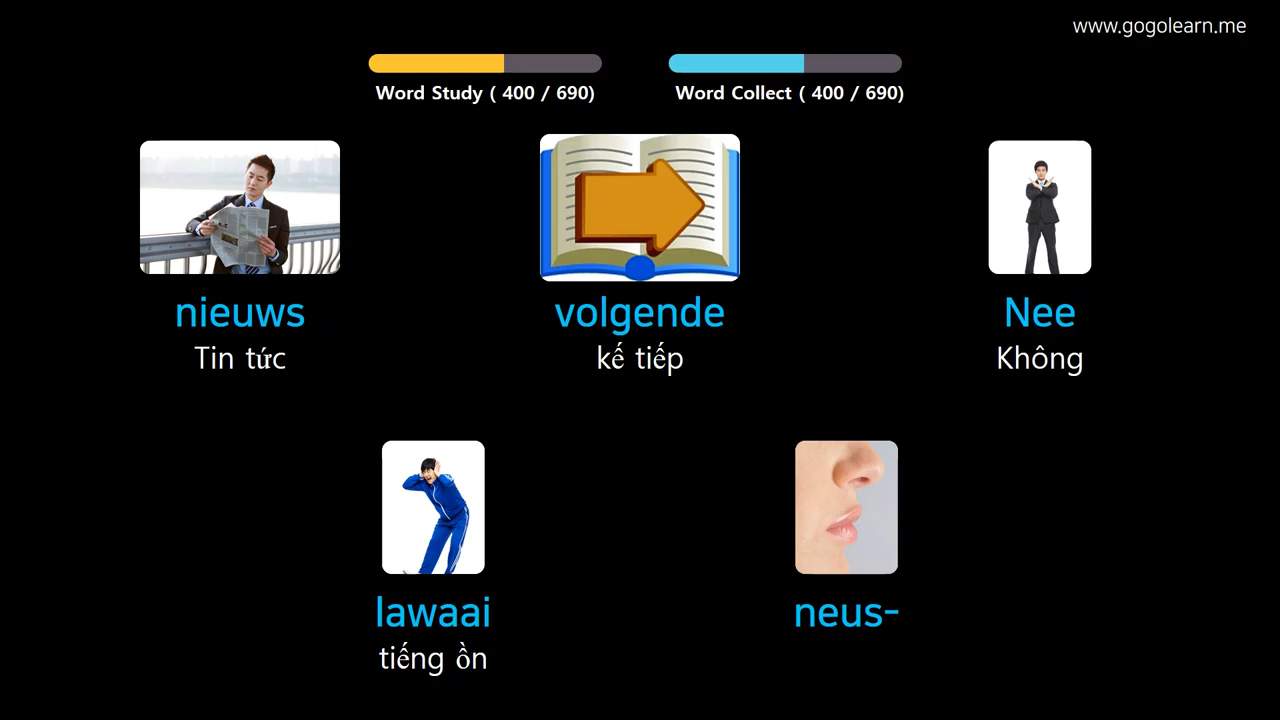 www.gogolearn.me
Word Study ( 400 / 690)
Word Collect ( 400 / 690)
nieuws
Tin tức
volgende
kế tiếp
Nee
Không
lawaai
tiếng ồn
neus-